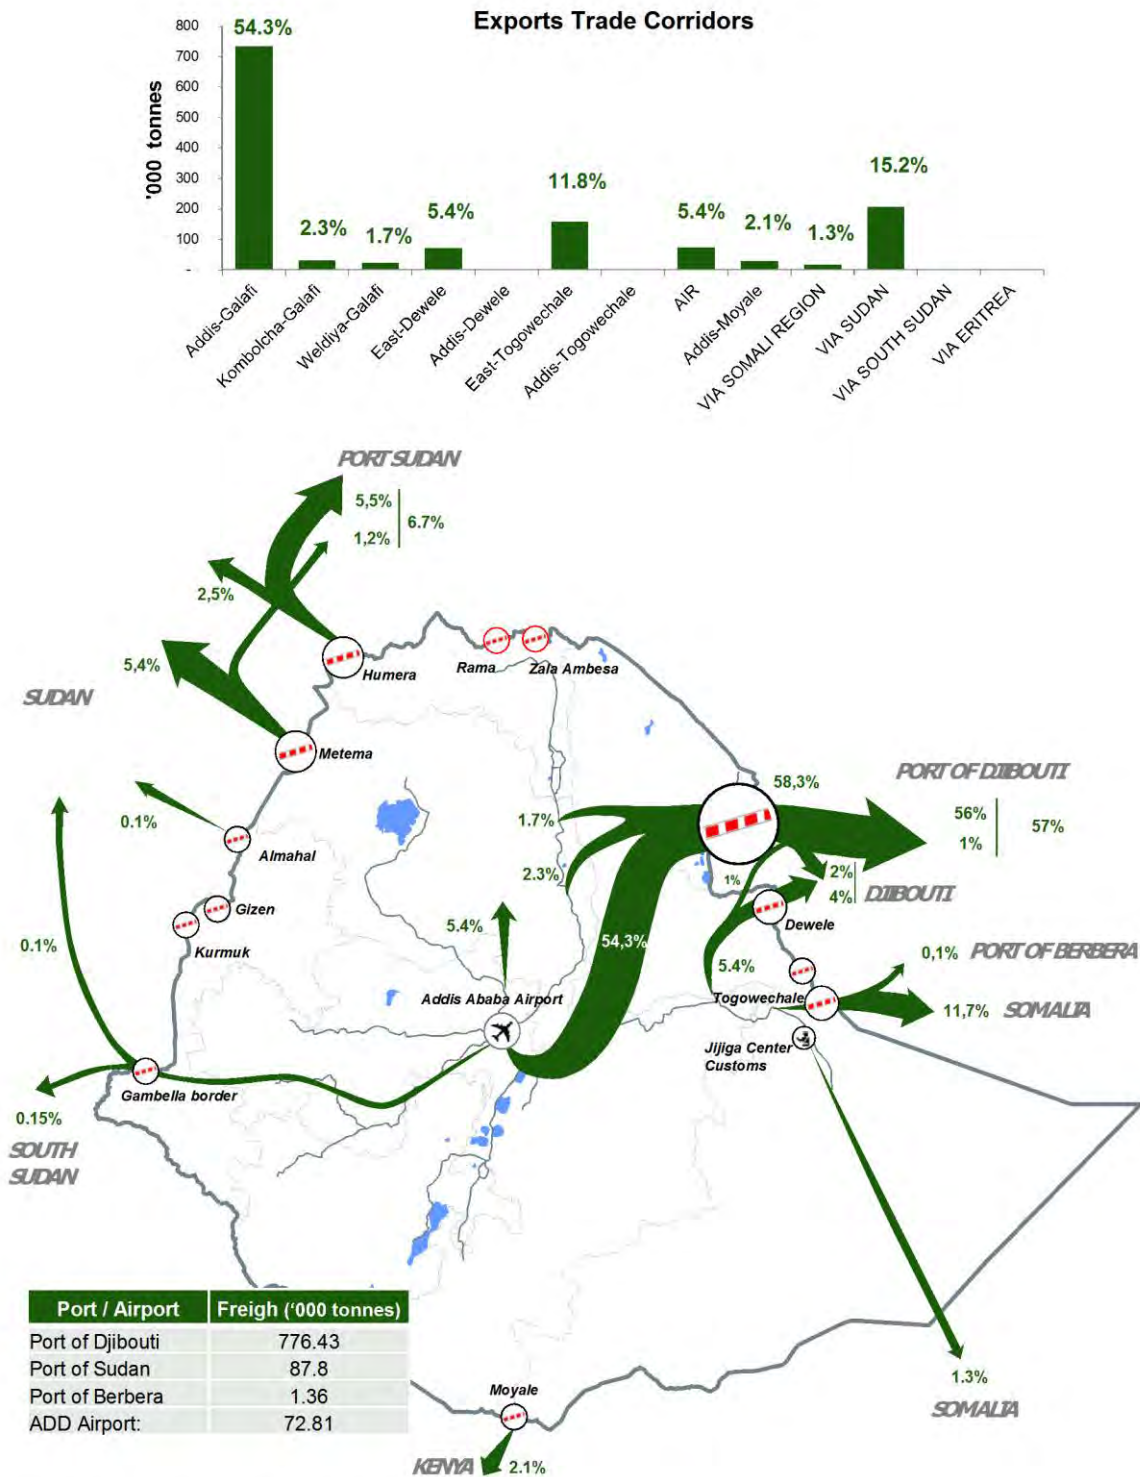 Exports Trade Corridors
'000 tonnes
800
700
600
500
400
300
200
100
-
54.3%
2.3%
1.7%
5.4%
11.8%
5.4%
2.1%
1.3%
15.2%
Addis-Galafi
Kombolcha-Galafi
Weldiya-Galafi
East-Dewele
Addis-Dewele
East-Togowechale
Addis-Togowechale
AIR
Addis-Moyale
VIA SOMALI REGION
VIA SUDAN
VIA SOUTH SUDAN
VIA ERITREA
PORT SUDAN
5,5%
6.7%
1,2%
2,5%
5,4%
SUDAN
Humera
Rama
Zala Ambesa
Metema
0.1%
Almahal
Gizen
Kurmuk
0.1%
PORT OF DJIBOUTI
58,3%
56%
57%
1%
1.7%
2.3%
1%
2%
4%
DJIBOUTI
Dewele
5.4%
54,3%
5.4%
0,1%
PORT OF BERBERA
Addis Ababa Airport
Togowechale
11,7%
SOMALIA
Jijiga Center
Customs
Gambella border
0.15%
SOUTH
SUDAN
Port / Airport Freigh ('000 tonnes)
Port of Djibouti 776.43
Port of Sudan 87.8
Port of Berbera 1.36
ADD Airport: 72.81
1.3%
SOMALIA
Moyale
KENYA
2.1%